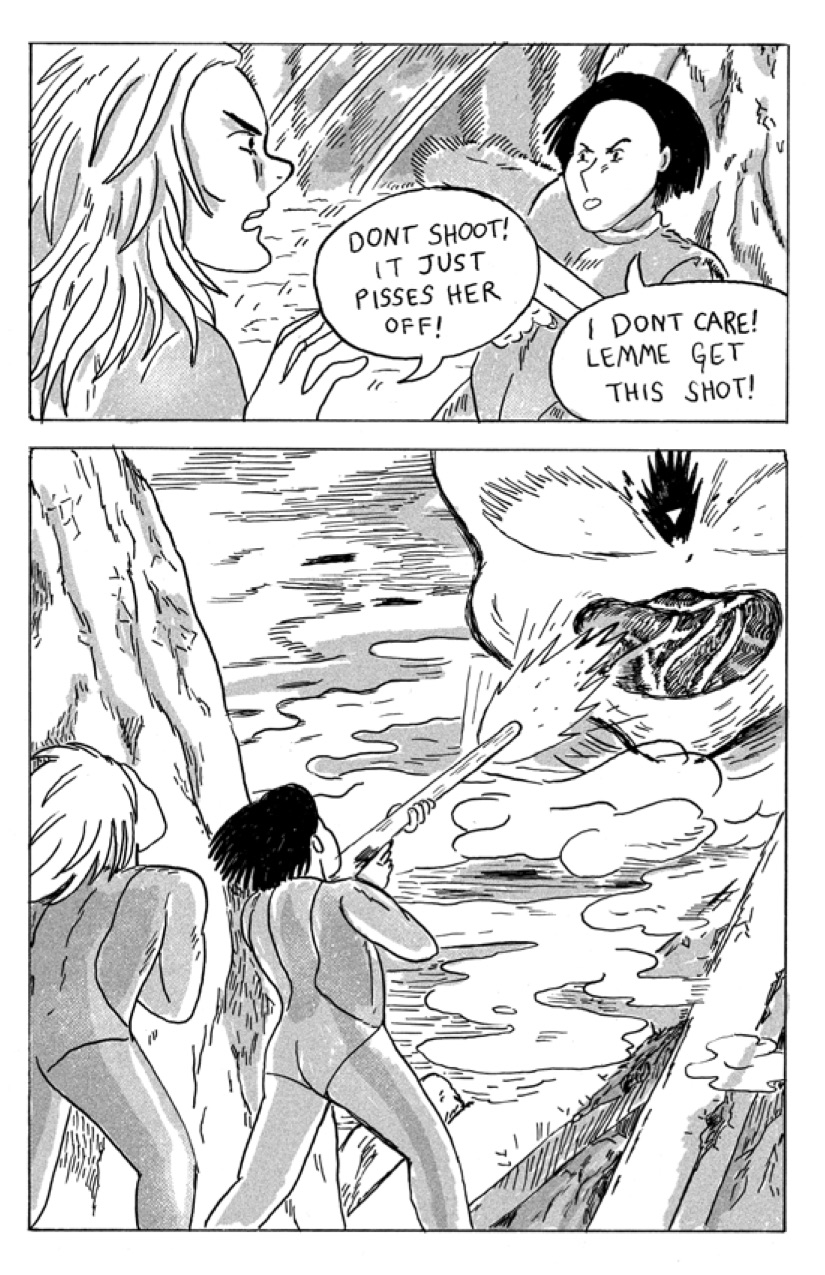 DONT SHOOT!
IT JUST
PISSES HER
OFF!
I DONT CARE!
LEMME GET
THIS SHOT!